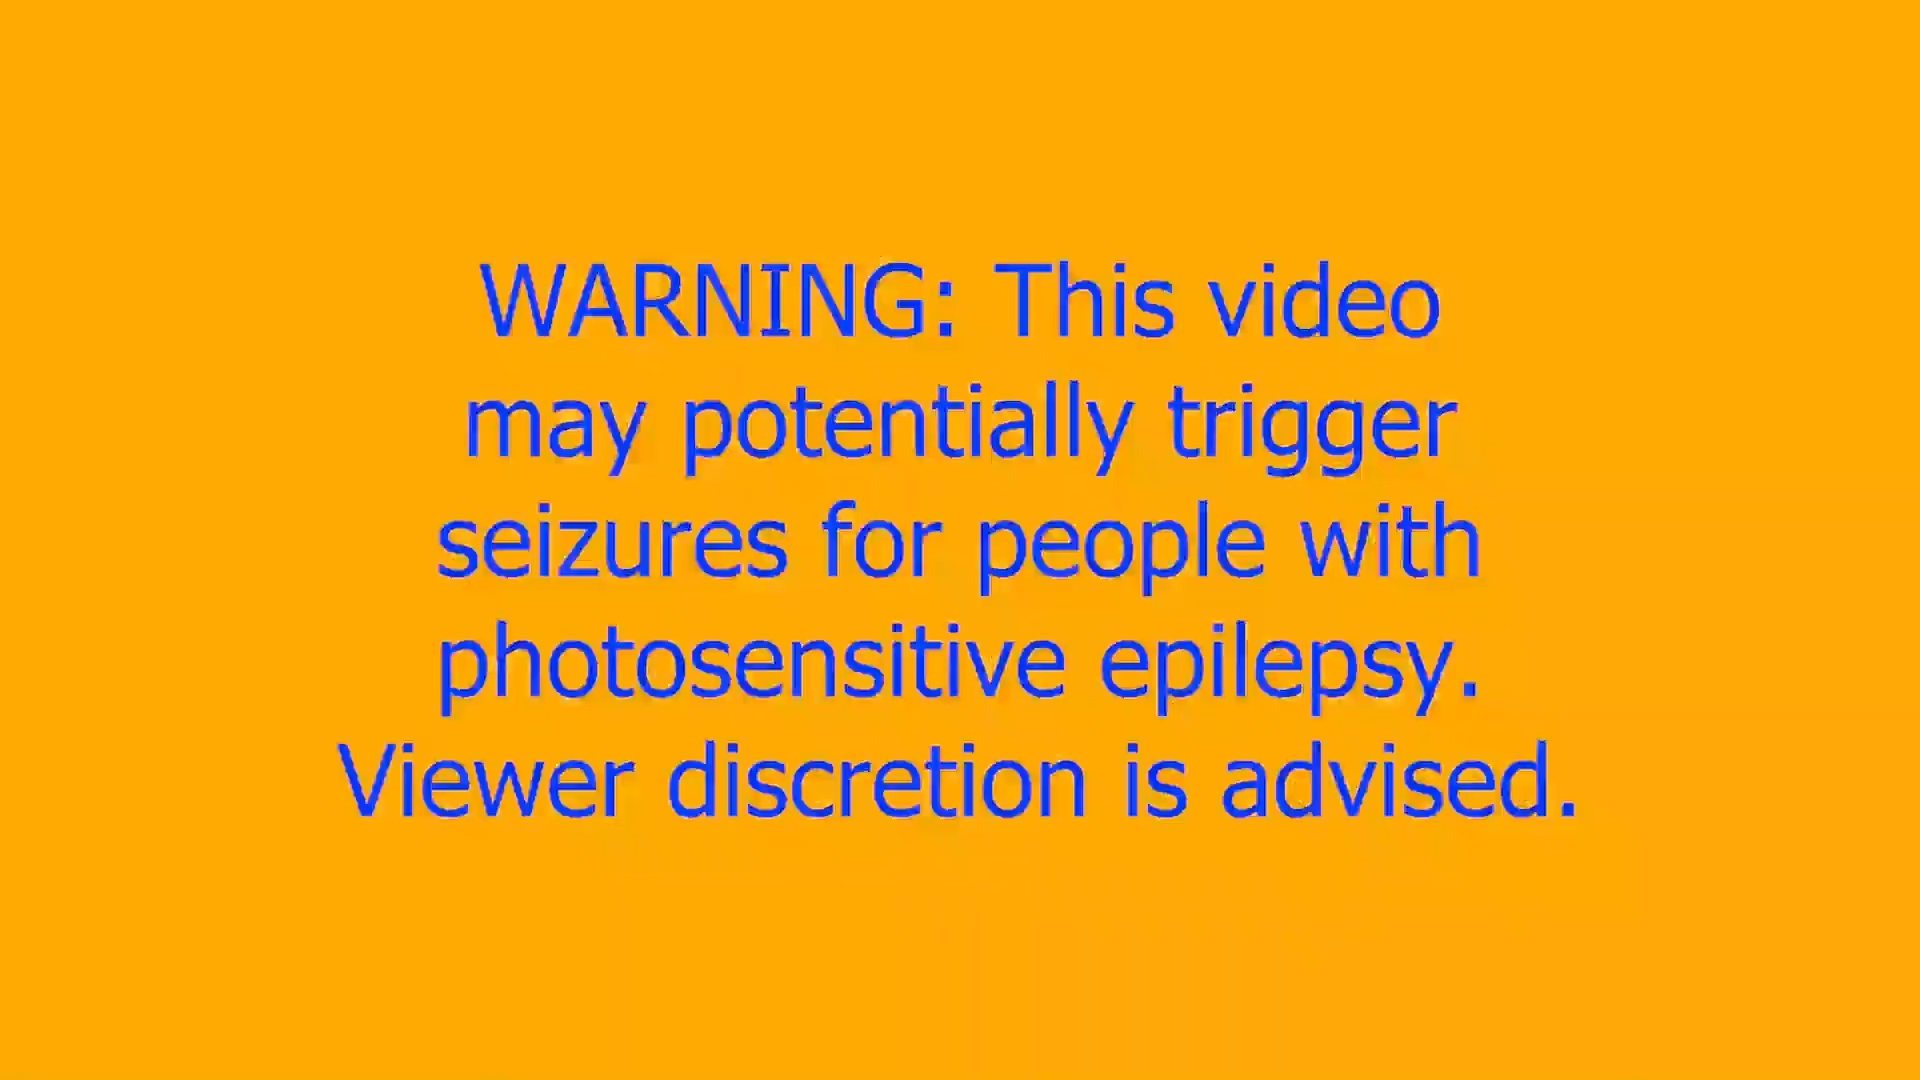 WARNING: This video
may potentially trigger
seizures for people with
photosensitive epilepsy.
Viewer discretion is advised.